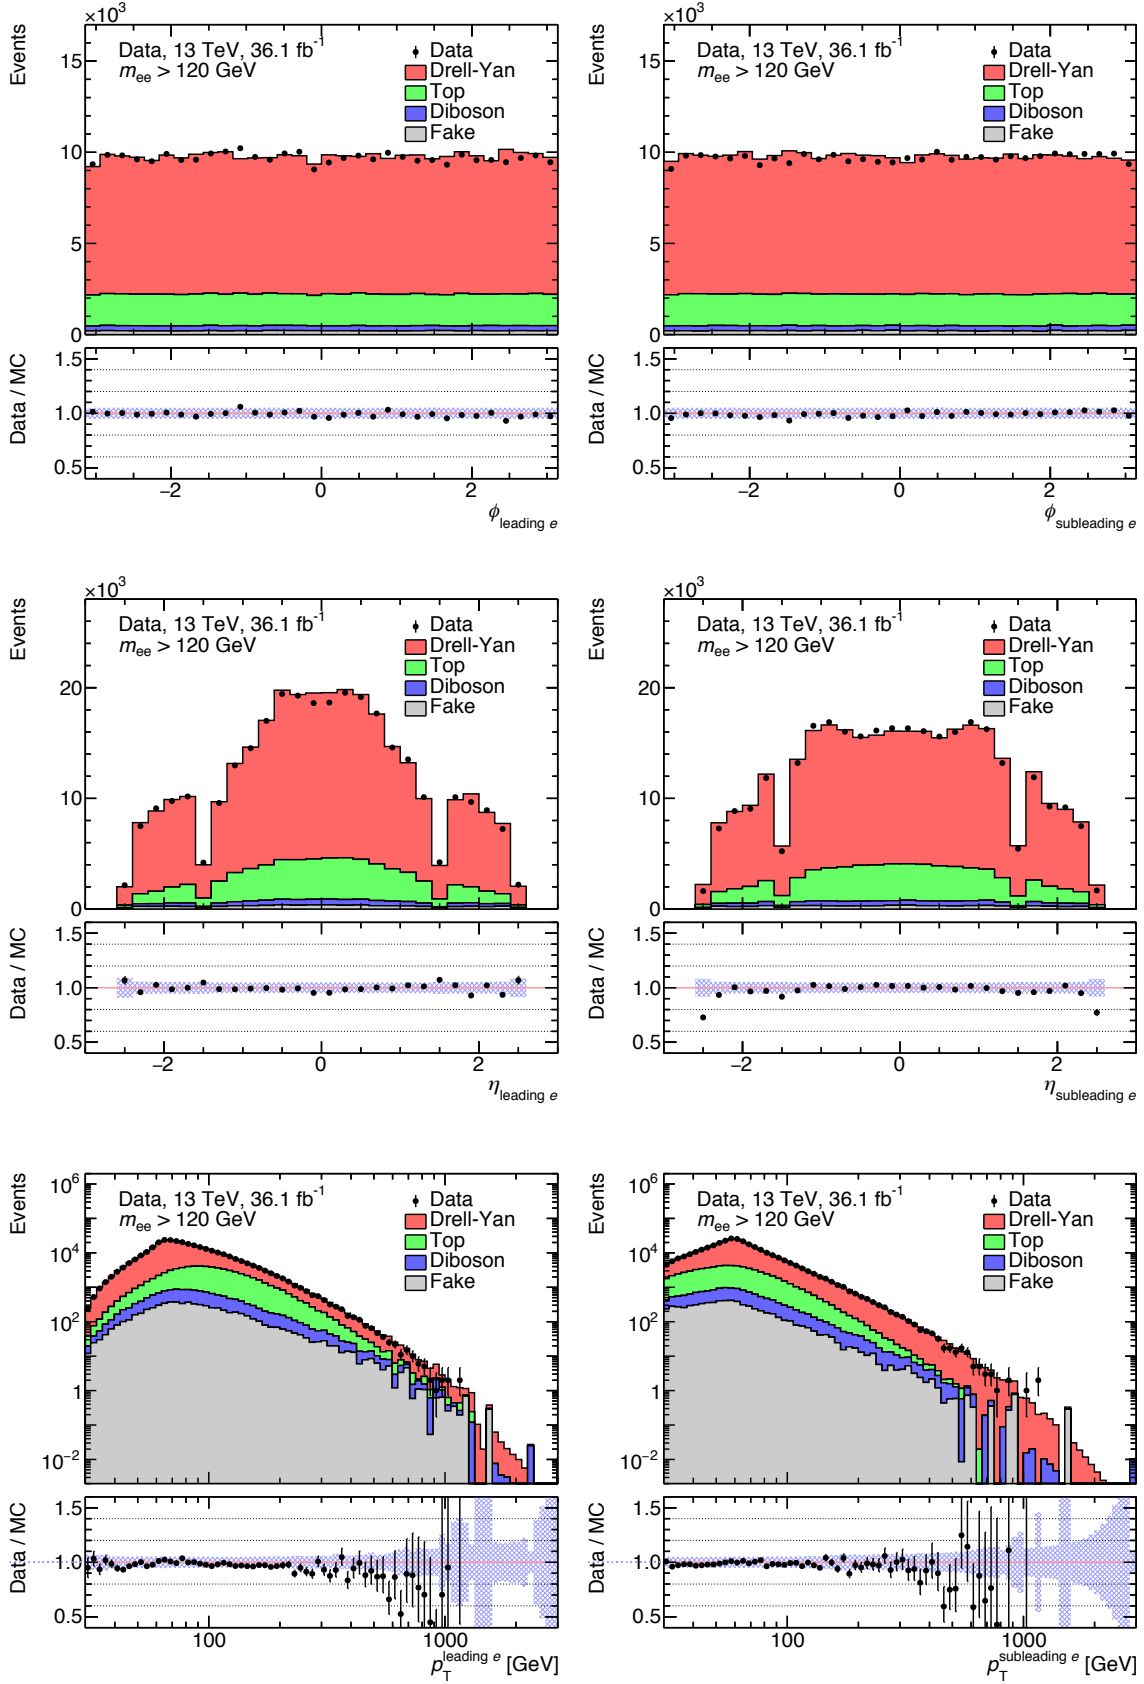 ×10³ ×10³
Events Data, 13 TeV, 36.1 fb⁻¹ Data Events Data, 13 TeV, 36.1 fb⁻¹ Data
m_ee > 120 GeV Drell-Yan m_ee > 120 GeV Drell-Yan
15 Top 15 Top
Diboson Diboson
Fake Fake
10 10
5 5
0 0
Data / MC 1.5 Data / MC 1.5
1.0 1.0
0.5 0.5
−2 0 2 −2 0 2
ϕ_leading e ϕ_subleading e
×10³ ×10³
Events Data, 13 TeV, 36.1 fb⁻¹ Data Events Data, 13 TeV, 36.1 fb⁻¹ Data
m_ee > 120 GeV Drell-Yan m_ee > 120 GeV Drell-Yan
Top Top
20 Diboson 20 Diboson
Fake Fake
10 10
0 0
Data / MC 1.5 Data / MC 1.5
1.0 1.0
0.5 0.5
−2 0 2 −2 0 2
η_leading e η_subleading e
10⁶ 10⁶
Events Data, 13 TeV, 36.1 fb⁻¹ Data Events Data, 13 TeV, 36.1 fb⁻¹ Data
m_ee > 120 GeV Drell-Yan m_ee > 120 GeV Drell-Yan
10⁴ Top 10⁴ Top
Diboson Diboson
Fake Fake
10² 10²
1 1
10⁻² 10⁻²
Data / MC 1.5 Data / MC 1.5
1.0 1.0
0.5 0.5
100 1000 100 1000
p_T^leading e [GeV] p_T^subleading e [GeV]